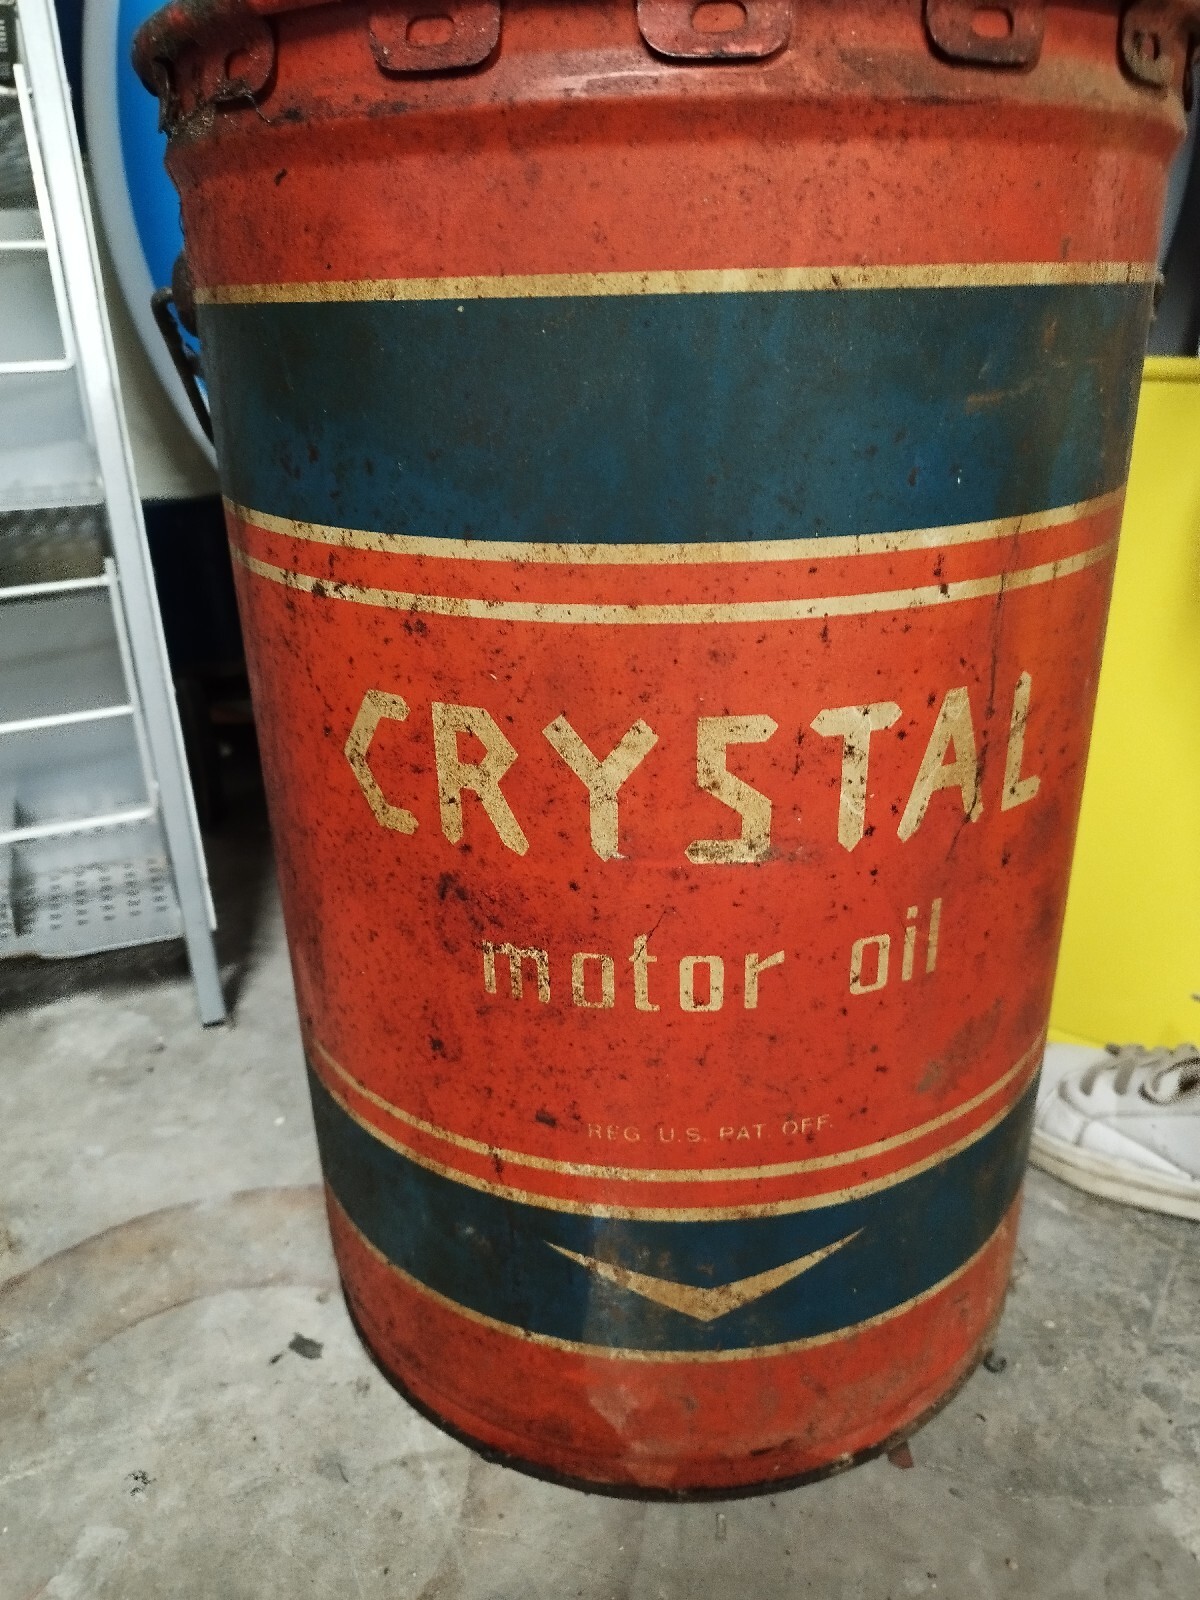 CRYSTAL
motor oil
REG. U.S. PAT. OFF.